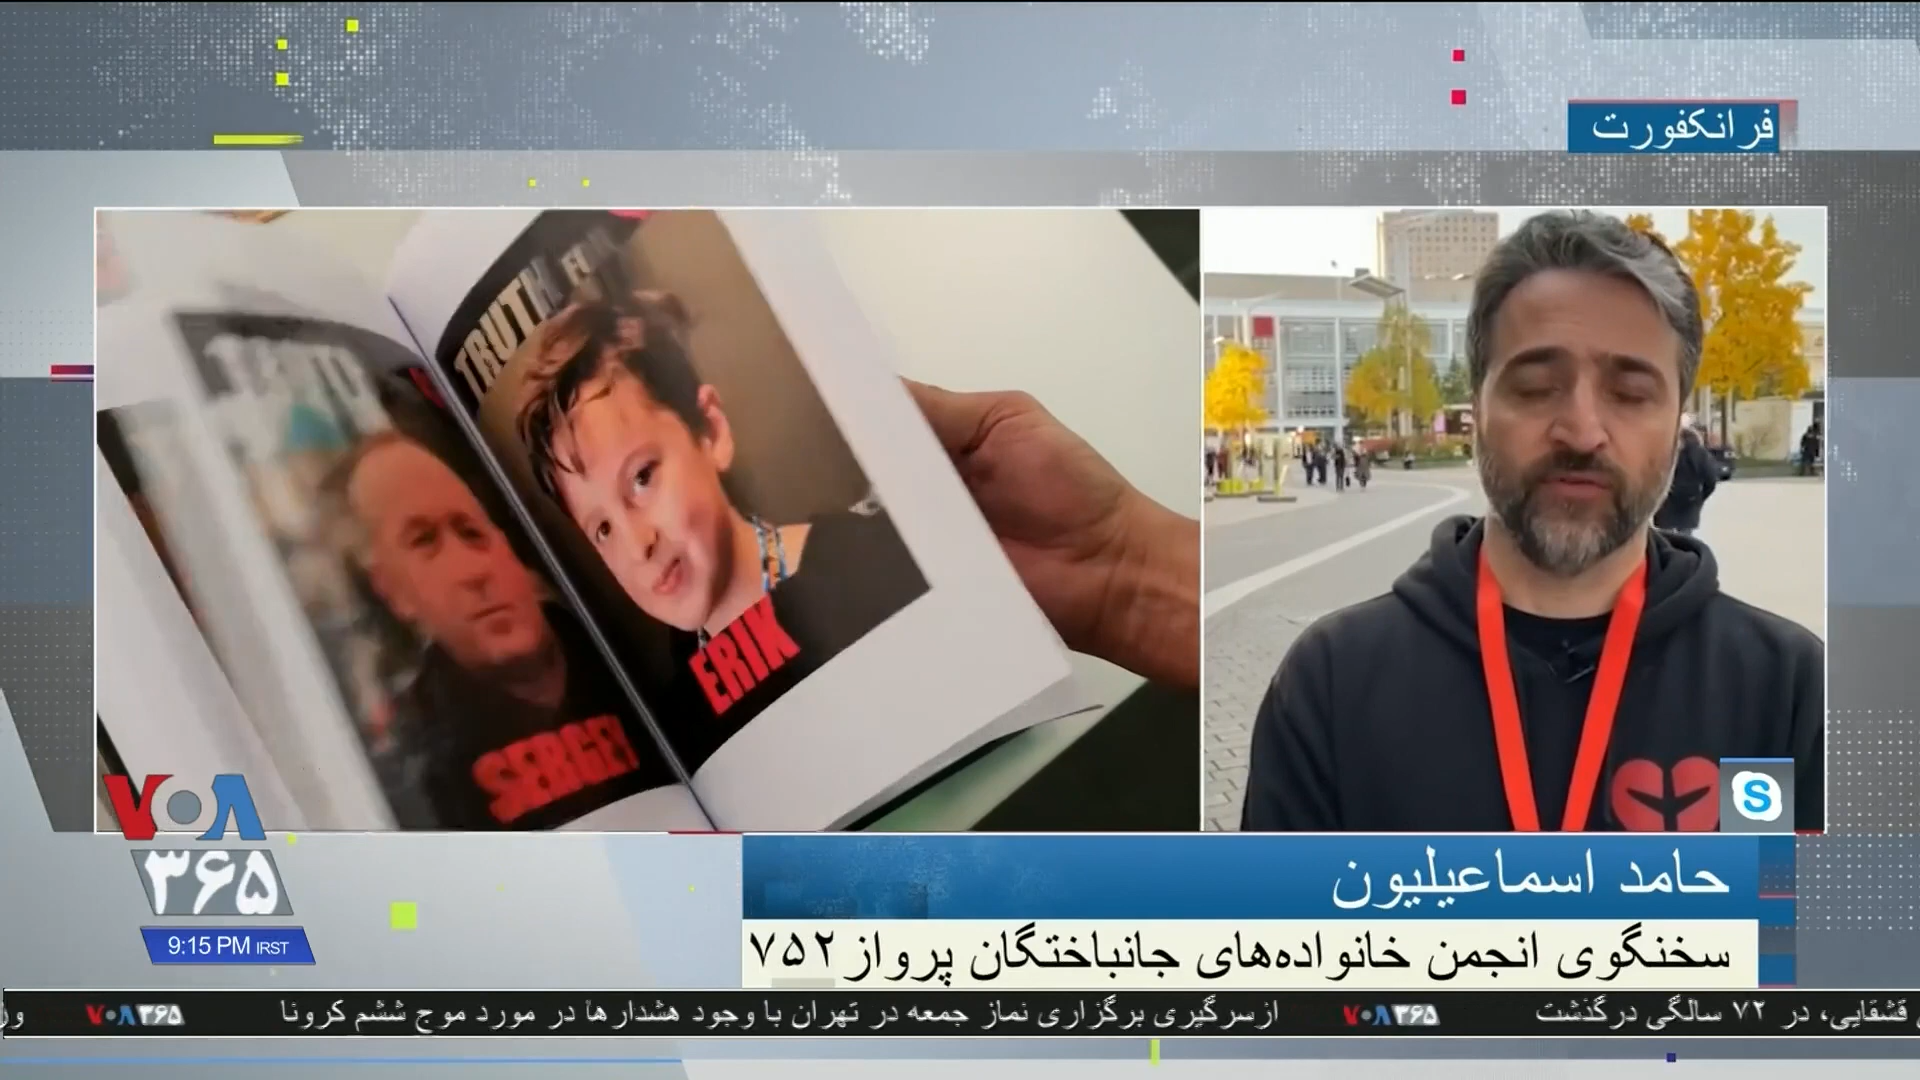 فرانکفورت
TRUTH
ERIK
SERGEY
VOA
۳۶۵
9:15 PM IRST
حامد اسماعیلیون
سخنگوی انجمن خانواده‌های جانباختگان پرواز ۷۵۲
قشقایی، در ۷۲ سالگی درگذشت VOA۳۶۵ ازسرگیری برگزاری نماز جمعه در تهران با وجود هشدارها در مورد موج ششم کرونا VOA۳۶۵